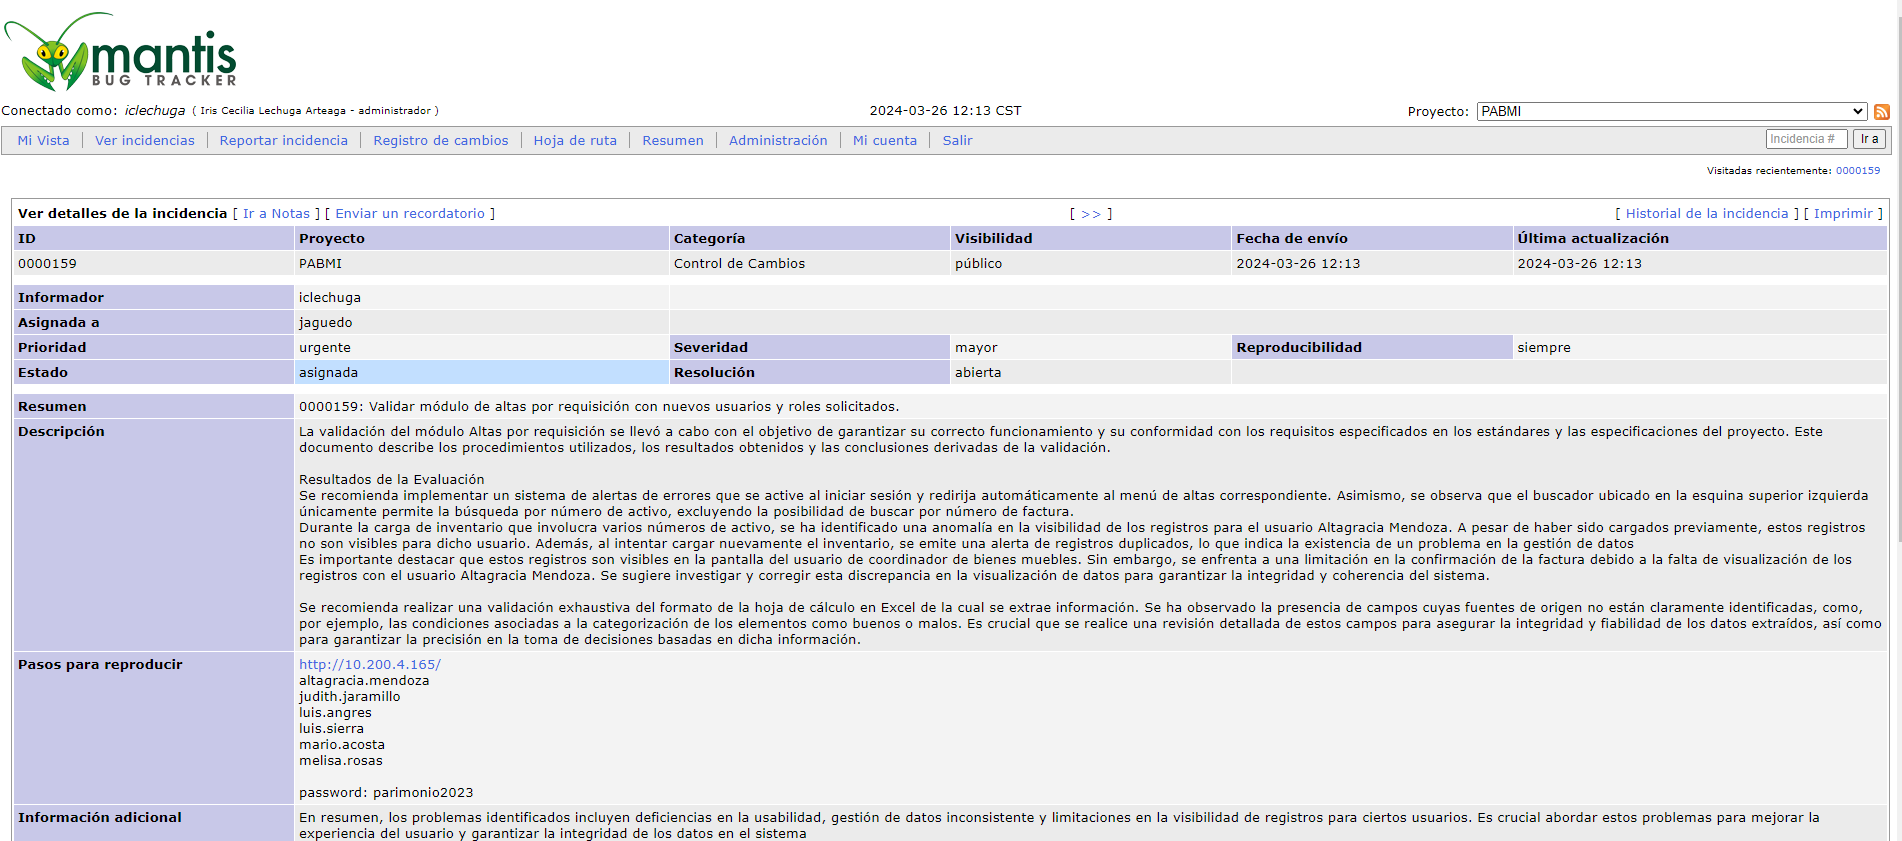 mantis
BUG TRACKER
Conectado como: iclechuga ( Iris Cecilia Lechuga Arteaga - administrador )
2024-03-26 12:13 CST
Proyecto: PABMI
Mi Vista | Ver incidencias | Reportar incidencia | Registro de cambios | Hoja de ruta | Resumen | Administración | Mi cuenta | Salir
Incidencia # Ir a
Visitadas recientemente: 0000159
Ver detalles de la incidencia [ Ir a Notas ] [ Enviar un recordatorio ] [ >> ] [ Historial de la incidencia ] [ Imprimir ]
ID Proyecto Categoría Visibilidad Fecha de envío Última actualización
0000159 PABMI Control de Cambios público 2024-03-26 12:13 2024-03-26 12:13
Informador iclechuga
Asignada a jaguedo
Prioridad urgente Severidad mayor Reproducibilidad siempre
Estado asignada Resolución abierta
Resumen 0000159: Validar módulo de altas por requisición con nuevos usuarios y roles solicitados.
Descripción La validación del módulo Altas por requisición se llevó a cabo con el objetivo de garantizar su correcto funcionamiento y su conformidad con los requisitos especificados en los estándares y las especificaciones del proyecto. Este
documento describe los procedimientos utilizados, los resultados obtenidos y las conclusiones derivadas de la validación.
Resultados de la Evaluación
Se recomienda implementar un sistema de alertas de errores que se active al iniciar sesión y redirija automáticamente al menú de altas correspondiente. Asimismo, se observa que el buscador ubicado en la esquina superior izquierda
únicamente permite la búsqueda por número de activo, excluyendo la posibilidad de buscar por número de factura.
Durante la carga de inventario que involucra varios números de activo, se ha identificado una anomalía en la visibilidad de los registros para el usuario Altagracia Mendoza. A pesar de haber sido cargados previamente, estos registros
no son visibles para dicho usuario. Además, al intentar cargar nuevamente el inventario, se emite una alerta de registros duplicados, lo que indica la existencia de un problema en la gestión de datos
Es importante destacar que estos registros son visibles en la pantalla del usuario de coordinador de bienes muebles. Sin embargo, se enfrenta a una limitación en la confirmación de la factura debido a la falta de visualización de los
registros con el usuario Altagracia Mendoza. Se sugiere investigar y corregir esta discrepancia en la visualización de datos para garantizar la integridad y coherencia del sistema.
Se recomienda realizar una validación exhaustiva del formato de la hoja de cálculo en Excel de la cual se extrae información. Se ha observado la presencia de campos cuyas fuentes de origen no están claramente identificadas, como,
por ejemplo, las condiciones asociadas a la categorización de los elementos como buenos o malos. Es crucial que se realice una revisión detallada de estos campos para asegurar la integridad y fiabilidad de los datos extraídos, así como
para garantizar la precisión en la toma de decisiones basadas en dicha información.
Pasos para reproducir http://10.200.4.165/
altagracia.mendoza
judith.jaramillo
luis.angres
luis.sierra
mario.acosta
melisa.rosas
password: parimonio2023
Información adicional En resumen, los problemas identificados incluyen deficiencias en la usabilidad, gestión de datos inconsistente y limitaciones en la visibilidad de registros para ciertos usuarios. Es crucial abordar estos problemas para mejorar la
experiencia del usuario y garantizar la integridad de los datos en el sistema